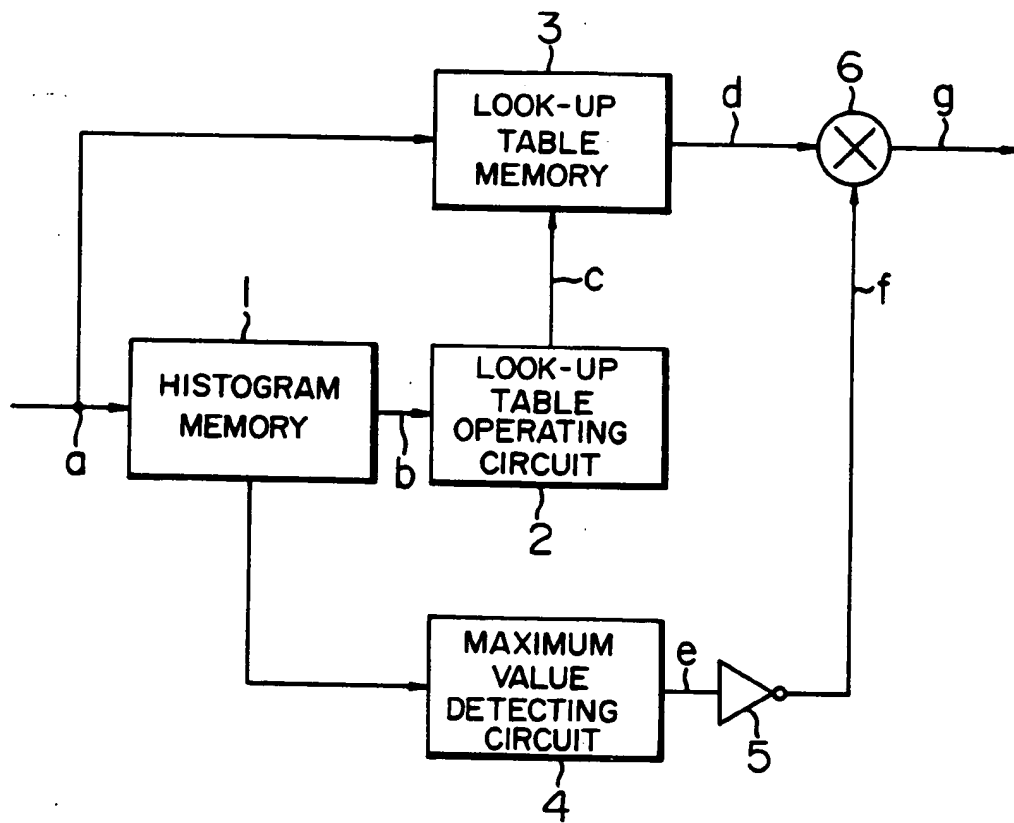 3
LOOK-UP
TABLE
MEMORY
d
6
g
c
f
1
HISTOGRAM
MEMORY
a
b
LOOK-UP
TABLE
OPERATING
CIRCUIT
2
MAXIMUM
VALUE
DETECTING
CIRCUIT
4
e
5